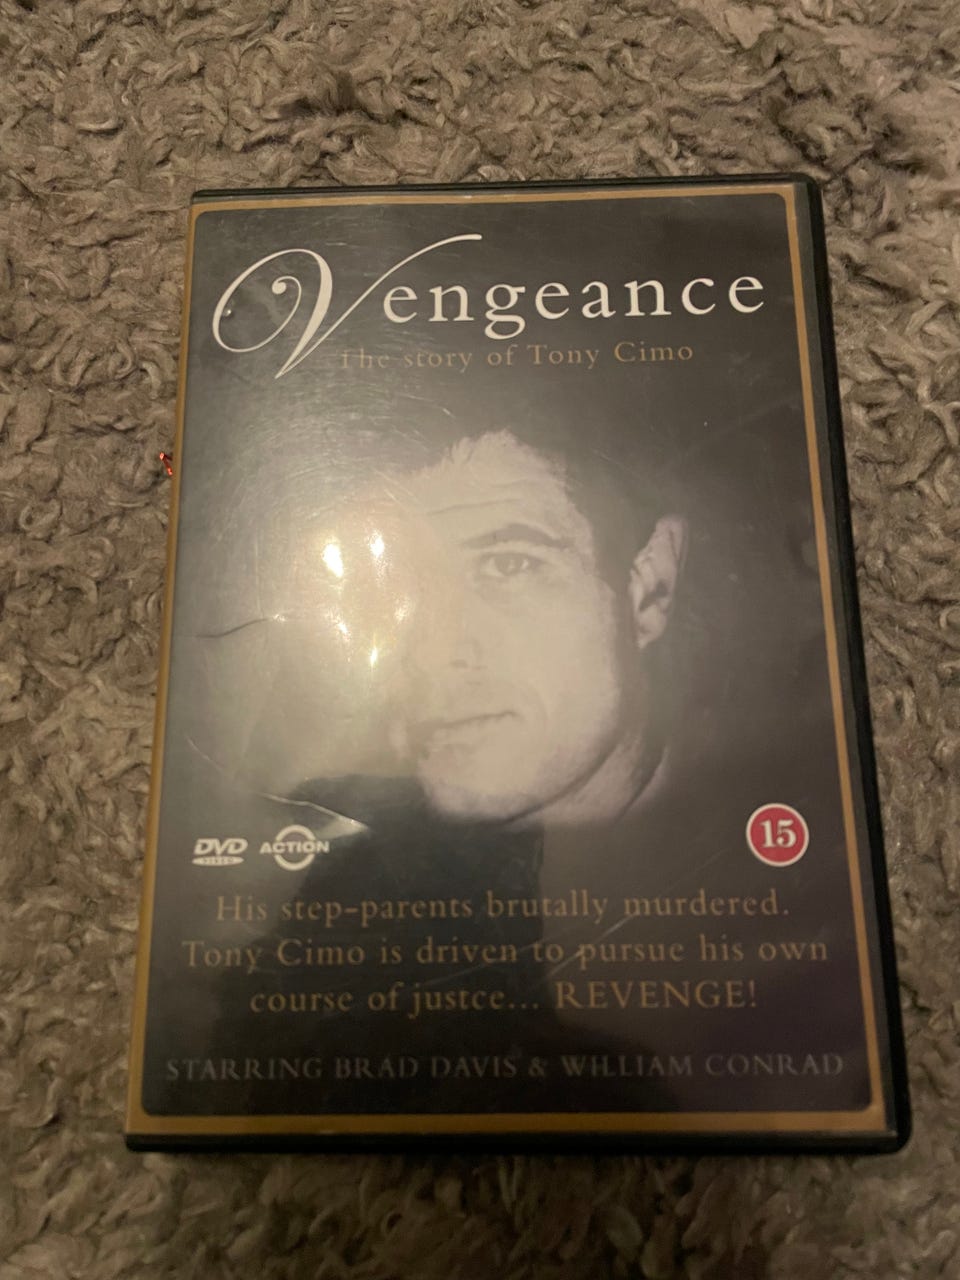 Vengeance
The story of Tony Cimo
DVD
VIDEO
ACTION
15
His step-parents brutally murdered.
Tony Cimo is driven to pursue his own
course of justce... REVENGE!
STARRING BRAD DAVIS & WILLIAM CONRAD